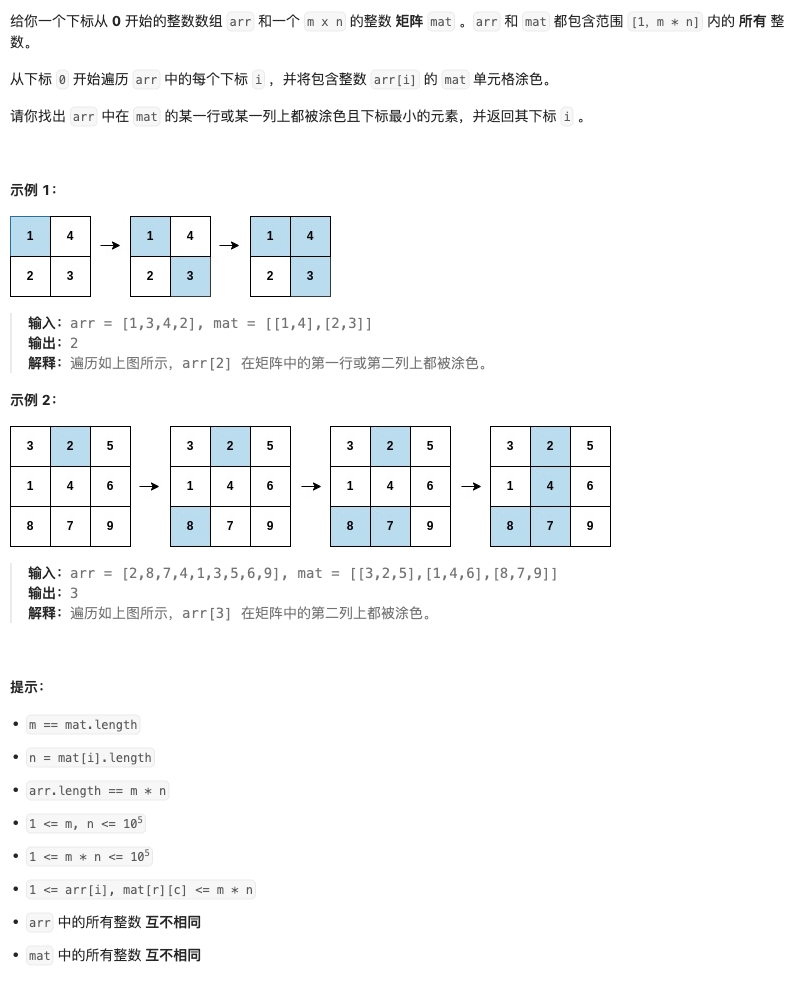 给你一个下标从 0 开始的整数数组 arr 和一个 m x n 的整数 矩阵 mat 。arr 和 mat 都包含范围 [1, m * n] 内的 所有 整
数。
从下标 0 开始遍历 arr 中的每个下标 i ，并将包含整数 arr[i] 的 mat 单元格涂色。
请你找出 arr 中在 mat 的某一行或某一列上都被涂色且下标最小的元素，并返回其下标 i 。
示例 1：
1 4 1 4 1 4
2 3 2 3 2 3
输入：arr = [1,3,4,2], mat = [[1,4],[2,3]]
输出：2
解释：遍历如上图所示，arr[2] 在矩阵中的第一行或第二列上都被涂色。
示例 2：
3 2 5 3 2 5 3 2 5 3 2 5
1 4 6 1 4 6 1 4 6 1 4 6
8 7 9 8 7 9 8 7 9 8 7 9
输入：arr = [2,8,7,4,1,3,5,6,9], mat = [[3,2,5],[1,4,6],[8,7,9]]
输出：3
解释：遍历如上图所示，arr[3] 在矩阵中的第二列上都被涂色。
提示：
• m == mat.length
• n = mat[i].length
• arr.length == m * n
• 1 <= m, n <= 10⁵
• 1 <= m * n <= 10⁵
• 1 <= arr[i], mat[r][c] <= m * n
• arr 中的所有整数 互不相同
• mat 中的所有整数 互不相同